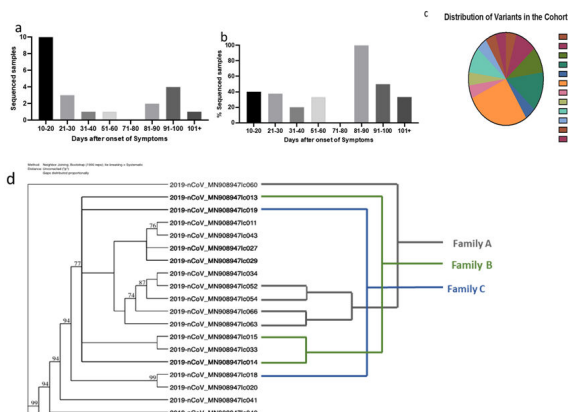 a
b
c
Distribution of Variants in the Cohort
Sequenced samples
10
8
6
4
2
0
10-20 21-30 31-40 51-60 71-80 81-90 91-100 101+
Days after onset of Symptoms
% Sequenced samples
100
80
60
40
20
0
10-20 21-30 31-40 51-60 71-80 81-90 91-100 101+
Days after onset of Symptoms
d
2019-nCoV_MN908947lc060
2019-nCoV_MN908947lc013
2019-nCoV_MN908947lc019
2019-nCoV_MN908947lc011
2019-nCoV_MN908947lc043
2019-nCoV_MN908947lc027
2019-nCoV_MN908947lc029
2019-nCoV_MN908947lc034
2019-nCoV_MN908947lc052
2019-nCoV_MN908947lc054
2019-nCoV_MN908947lc066
2019-nCoV_MN908947lc063
2019-nCoV_MN908947lc015
2019-nCoV_MN908947lc033
2019-nCoV_MN908947lc014
2019-nCoV_MN908947lc018
2019-nCoV_MN908947lc020
2019-nCoV_MN908947lc041
76
77
87
74
94
94
99
99
Family A
Family B
Family C